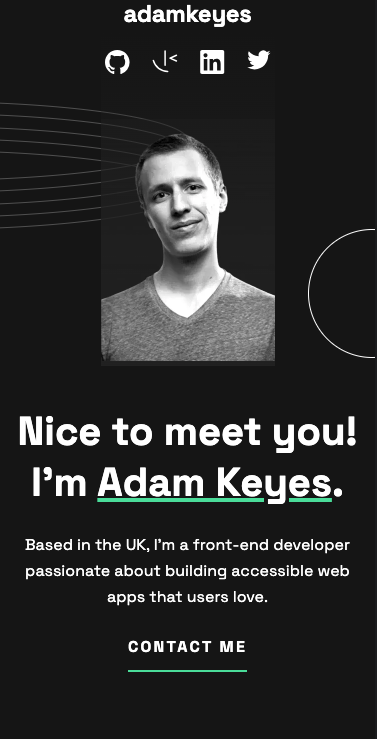 adamkeyes
Nice to meet you!
I'm Adam Keyes.
Based in the UK, I'm a front-end developer
passionate about building accessible web
apps that users love.
CONTACT ME